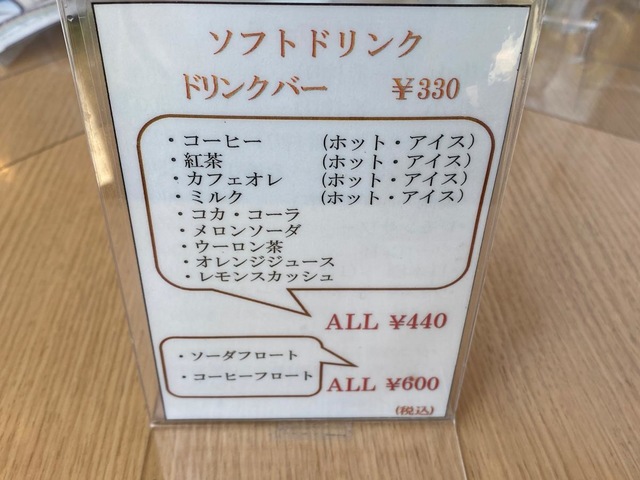 ソフトドリンク
ドリンクバー ￥330
・コーヒー (ホット・アイス)
・紅茶 (ホット・アイス)
・カフェオレ (ホット・アイス)
・ミルク (ホット・アイス)
・コカ・コーラ
・メロンソーダ
・ウーロン茶
・オレンジジュース
・レモンスカッシュ
ALL ￥440
・ソーダフロート
・コーヒーフロート
ALL ￥600
(税込)